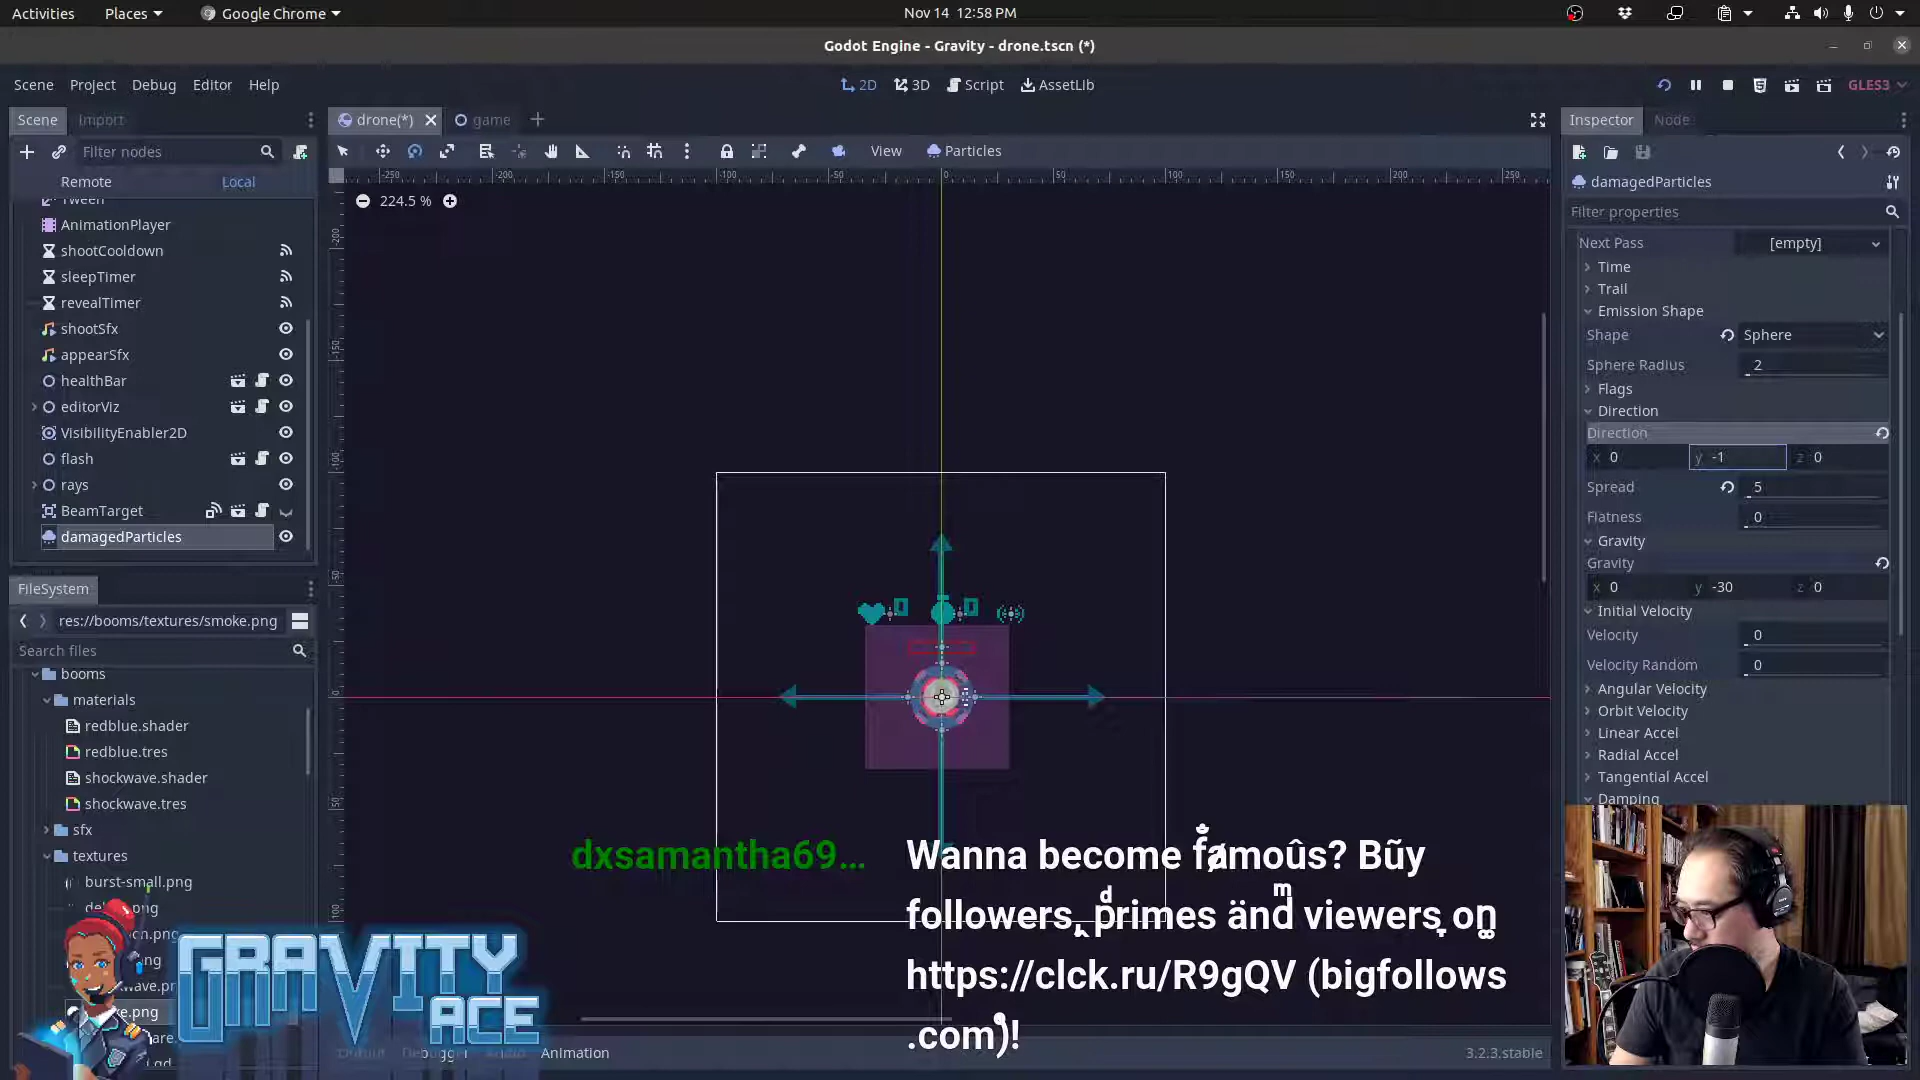 Activities Places Google Chrome Nov 14 12:58 PM
Godot Engine - Gravity - drone.tscn (*)
Scene Project Debug Editor Help 2D 3D Script AssetLib GLES3
Scene Import drone(*) game Inspector Node
Filter nodes View Particles
Remote Local damagedParticles
224.5 %
Filter properties
Tween
AnimationPlayer
shootCooldown
sleepTimer
revealTimer
shootSfx
appearSfx
healthBar
editorViz
VisibilityEnabler2D
flash
rays
BeamTarget
damagedParticles
Next Pass [empty]
Time
Trail
Emission Shape
Shape Sphere
Sphere Radius 2
Flags
Direction
Direction
x 0 y -1 z 0
Spread 5
Flatness 0
Gravity
Gravity
x 0 y -30 z 0
Initial Velocity
Velocity 0
Velocity Random 0
Angular Velocity
Orbit Velocity
Linear Accel
Radial Accel
Tangential Accel
Damping
FileSystem
res://booms/textures/smoke.png
Search files
booms
materials
redblue.shader
redblue.tres
shockwave.shader
shockwave.tres
sfx
textures
burst-small.png
dxsamantha69... Wanna become famoûs? Bũy
followers, primes änd viewers on
https://clck.ru/R9gQV (bigfollows
.com)!
GRAVITY
ACE
Animation 3.2.3.stable